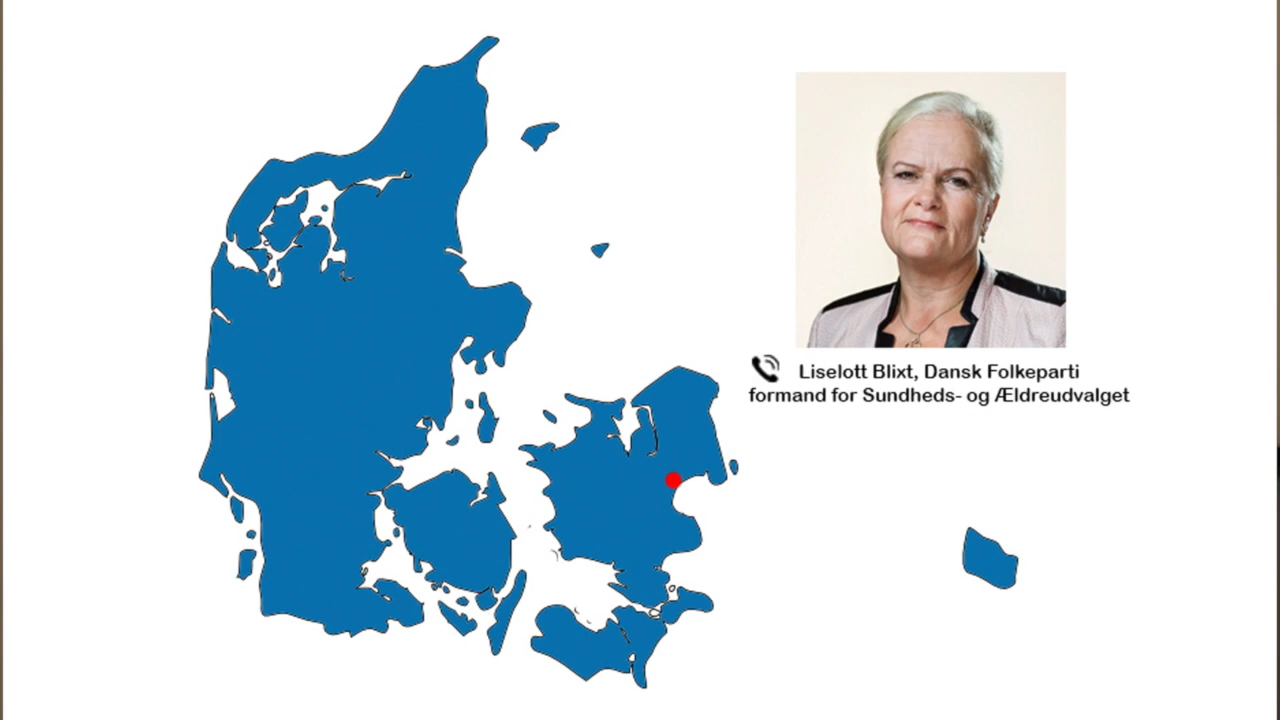 Liselott Blixt, Dansk Folkeparti
formand for Sundheds- og Ældreudvalget